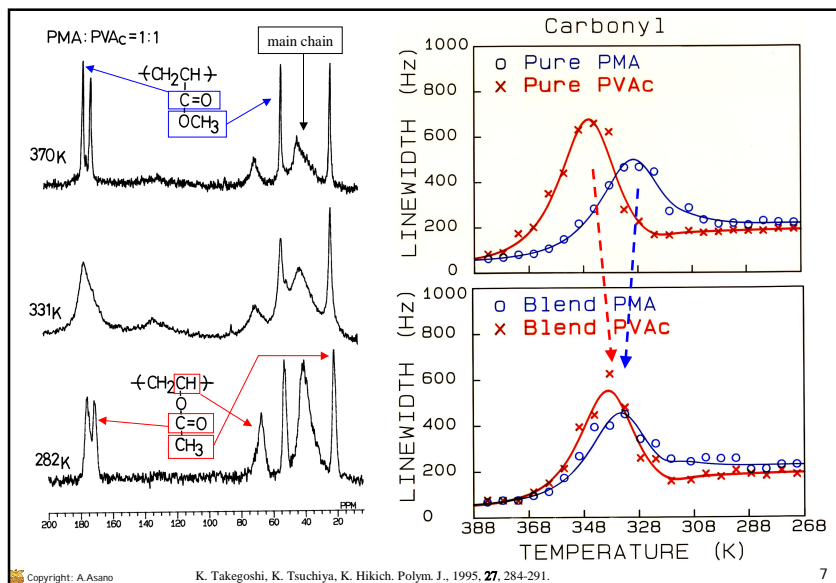 PMA:PVAc=1:1
main chain
-(CH2CH)-
C=O
OCH3
370K
331K
-(CH2CH)-
O
C=O
CH3
282K
200 180 160 140 120 100 80 60 40 20
PPM
Carbonyl
LINEWIDTH (Hz)
1000
800
600
400
200
0
o Pure PMA
× Pure PVAc
LINEWIDTH (Hz)
1000
800
600
400
200
0
o Blend PMA
× Blend PVAc
388 368 348 328 308 288 268
TEMPERATURE (K)
Copyright: A.Asano
K. Takegoshi, K. Tsuchiya, K. Hikich. Polym. J., 1995, 27, 284-291.
7